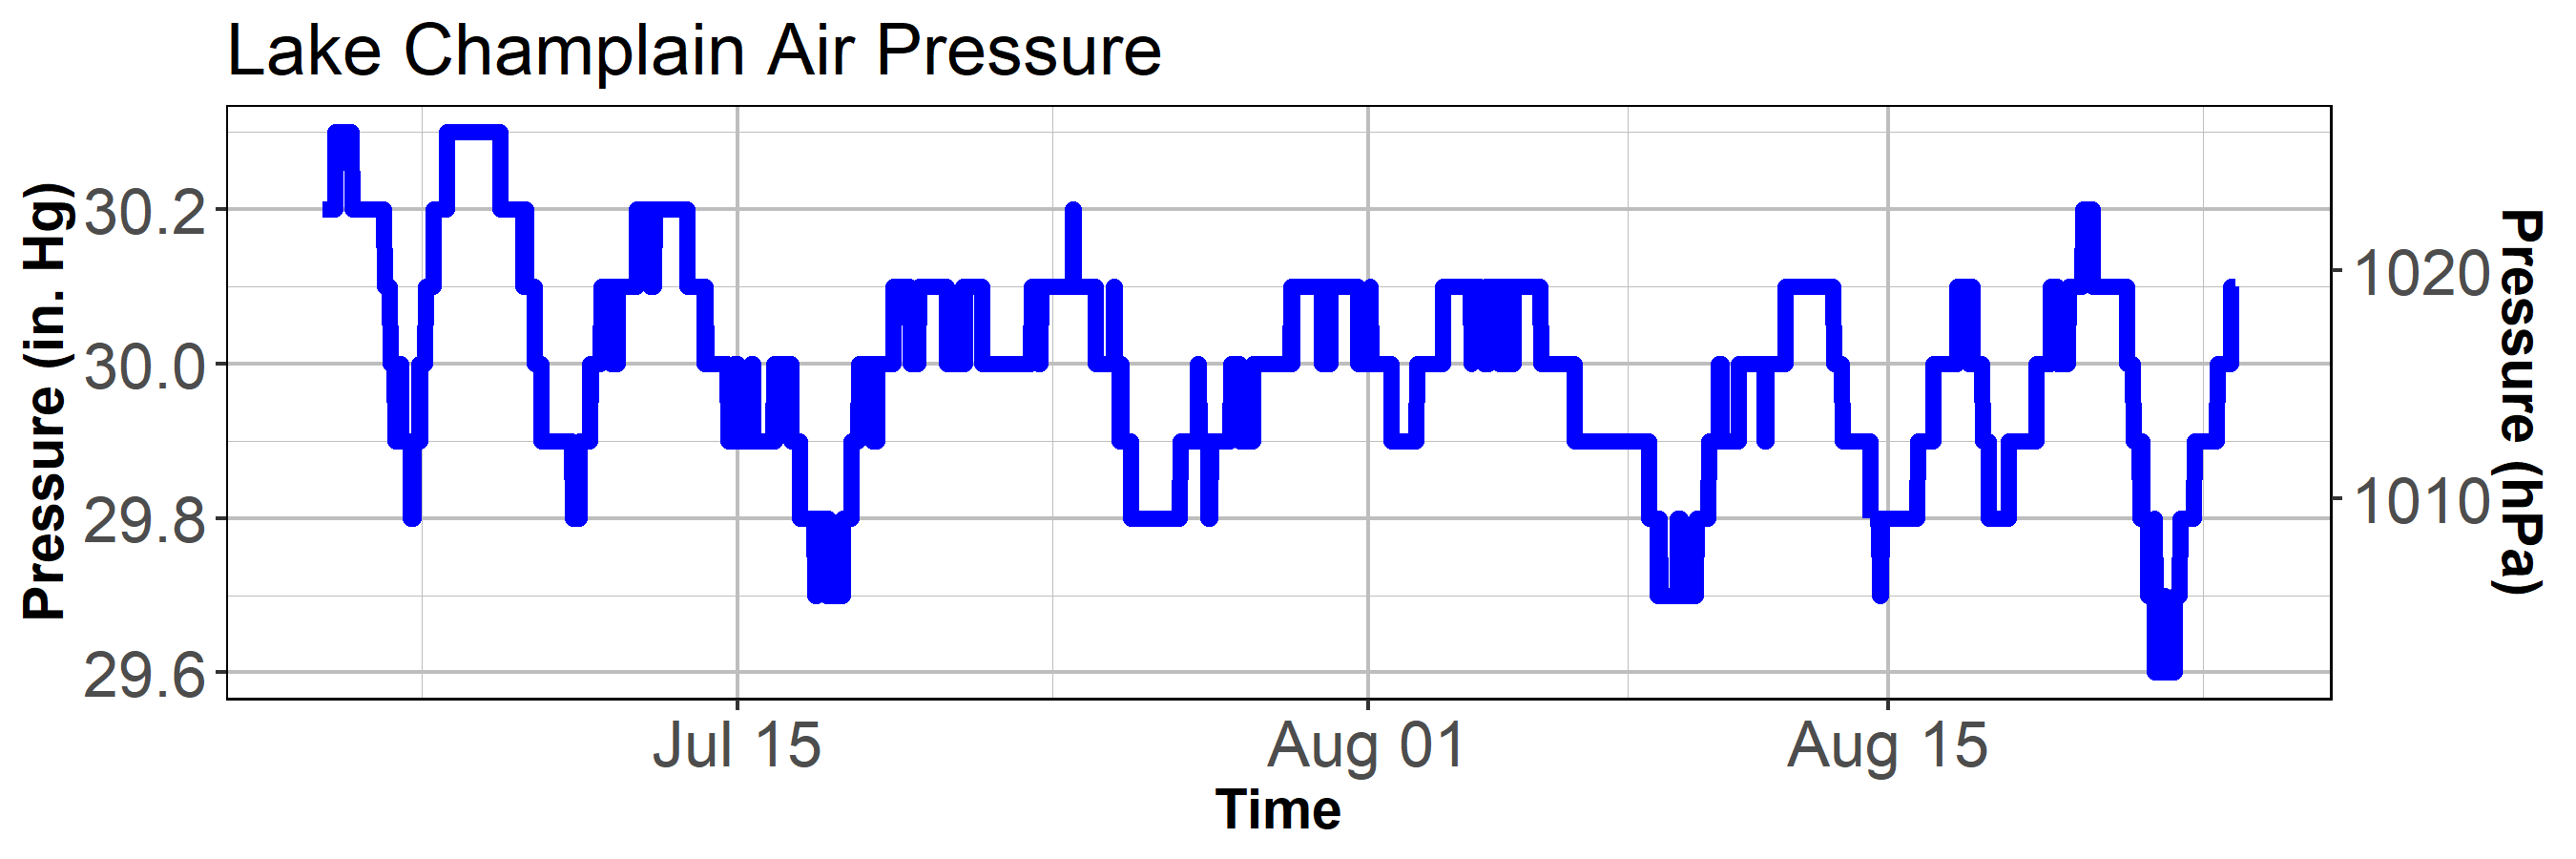 Lake Champlain Air Pressure
Pressure (in. Hg)
30.2
30.0
29.8
29.6
1020
1010
Pressure (hPa)
Jul 15
Aug 01
Aug 15
Time